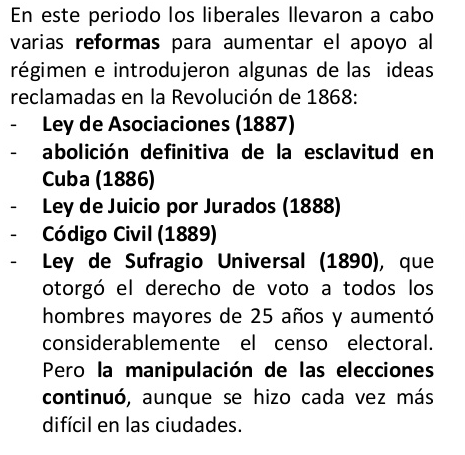 En este periodo los liberales llevaron a cabo
varias reformas para aumentar el apoyo al
régimen e introdujeron algunas de las ideas
reclamadas en la Revolución de 1868:
- Ley de Asociaciones (1887)
- abolición definitiva de la esclavitud en
Cuba (1886)
- Ley de Juicio por Jurados (1888)
- Código Civil (1889)
- Ley de Sufragio Universal (1890), que
otorgó el derecho de voto a todos los
hombres mayores de 25 años y aumentó
considerablemente el censo electoral.
Pero la manipulación de las elecciones
continuó, aunque se hizo cada vez más
difícil en las ciudades.